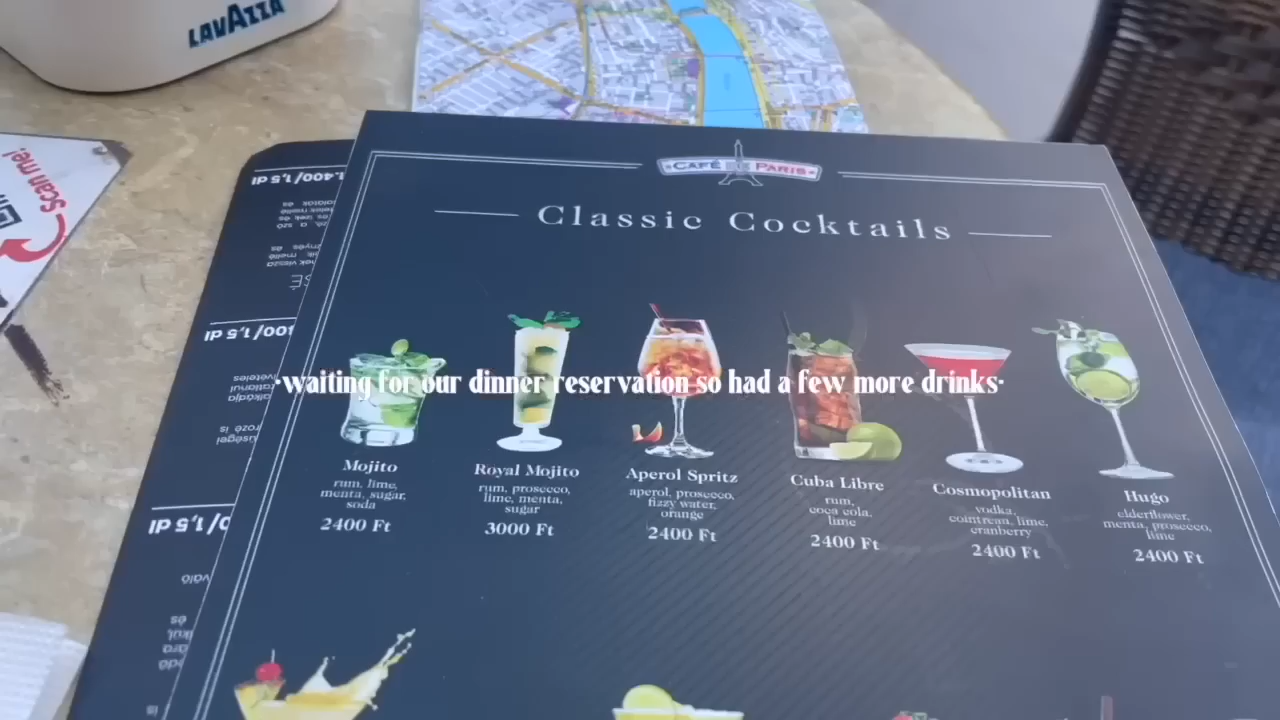 LAVAZZA
Scan me!
CAFÉ PARIS
Classic Cocktails
·waiting for our dinner reservation so had a few more drinks·
Mojito
rum, lime,
menta, sugar,
soda
2400 Ft
Royal Mojito
rum, prosecco,
lime, menta,
sugar
3000 Ft
Aperol Spritz
aperol, prosecco,
fizzy water,
orange
2400 Ft
Cuba Libre
rum,
coca cola,
lime
2400 Ft
Cosmopolitan
vodka,
cointreau, lime,
cranberry
2400 Ft
Hugo
elderflower,
menta, prosecco,
lime
2400 Ft